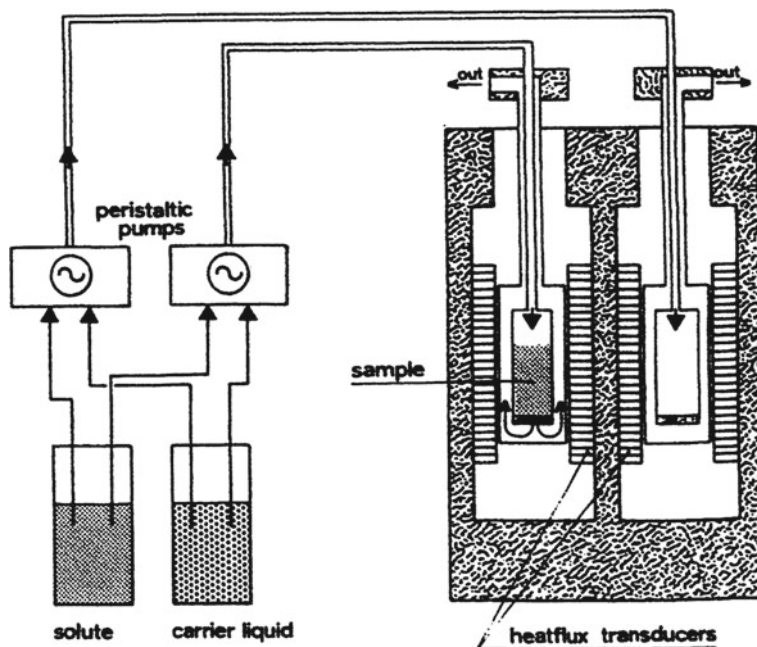 out
out
peristaltic
pumps
sample
solute
carrier liquid
heatflux transducers